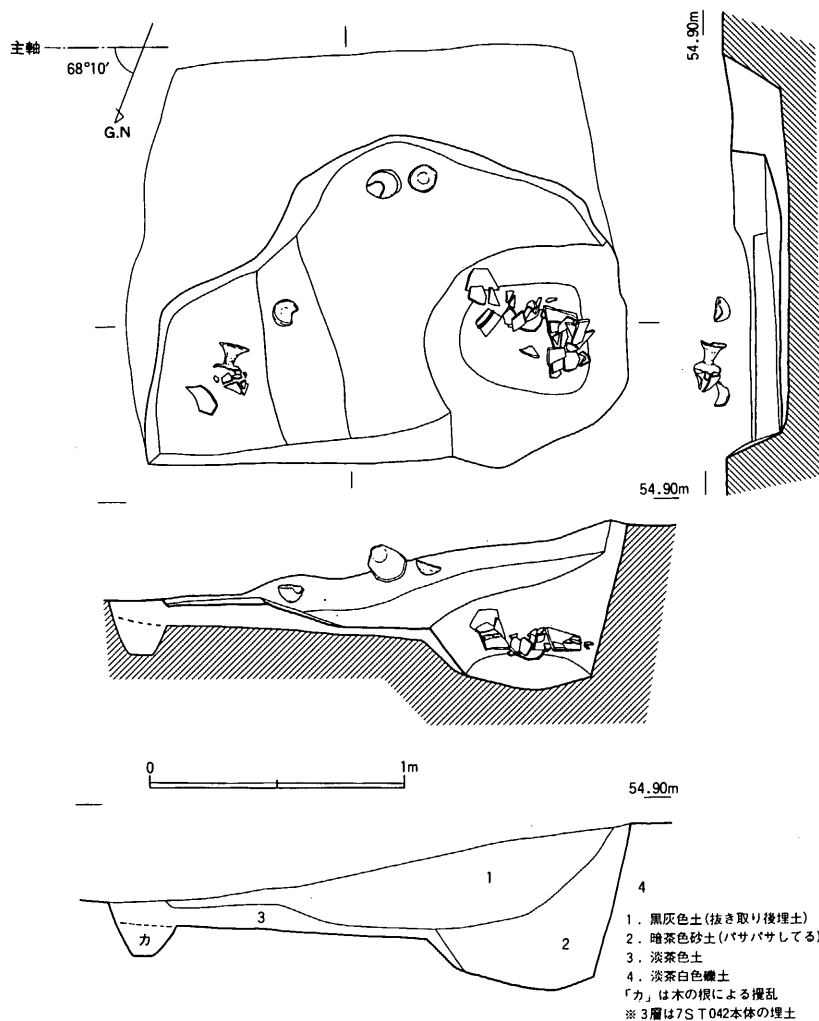 主軸
68°10′
G.N
54.90m
54.90m
0 1m
54.90m
1
2
3
4
カ
1．黒灰色土(抜き取り後埋土)
2．暗茶色砂土(パサパサしてる)
3．淡茶色土
4．淡茶白色礫土
「カ」は木の根による攪乱
※3層は7ST042本体の埋土